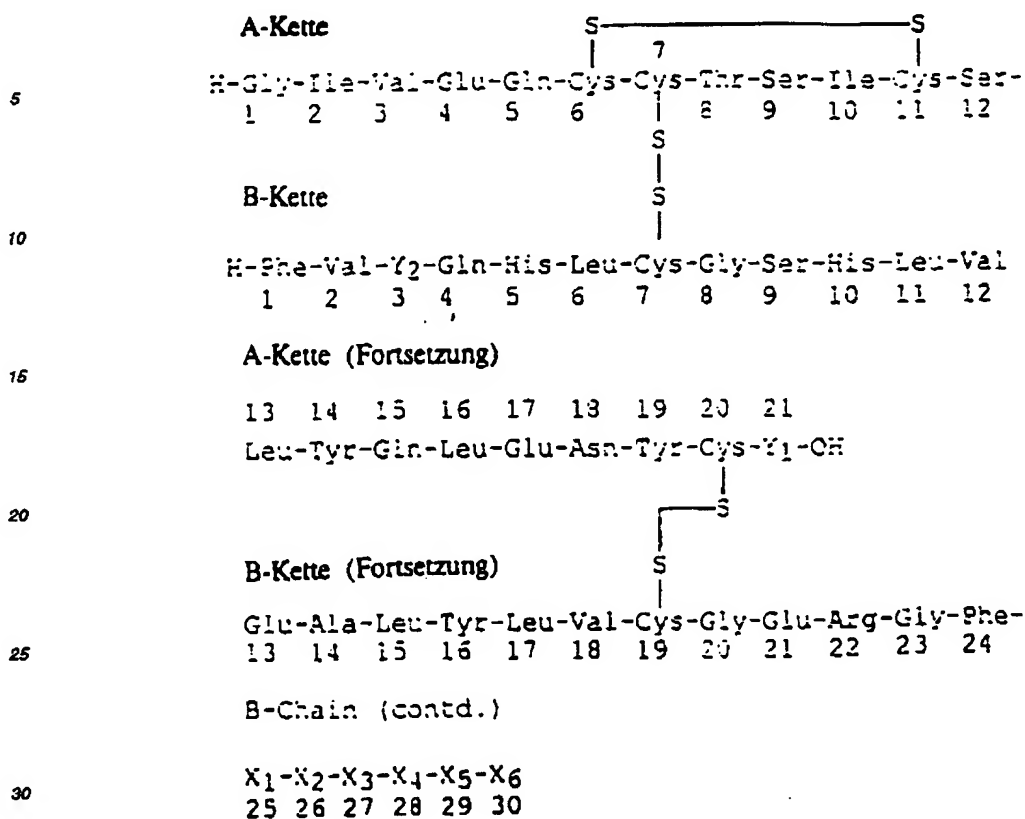 A-Kette
S S
7
H-Gly-Ile-Val-Glu-Gln-Cys-Cys-Thr-Ser-Ile-Cys-Ser-
5
1 2 3 4 5 6 8 9 10 11 12
S
S
B-Kette
10
H-Phe-Val-Y2-Gln-His-Leu-Cys-Gly-Ser-His-Leu-Val
1 2 3 4 5 6 7 8 9 10 11 12
A-Kette (Fortsetzung)
15
13 14 15 16 17 18 19 20 21
Leu-Tyr-Gln-Leu-Glu-Asn-Tyr-Cys-Y1-OH
20
S
S
B-Kette (Fortsetzung)
Glu-Ala-Leu-Tyr-Leu-Val-Cys-Gly-Glu-Arg-Gly-Phe-
25
13 14 15 16 17 18 19 20 21 22 23 24
B-Chain (contd.)
30
X1-X2-X3-X4-X5-X6
25 26 27 28 29 30